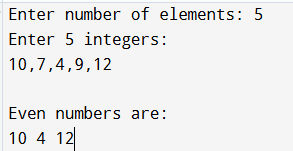 Enter number of elements: 5
Enter 5 integers:
10,7,4,9,12
Even numbers are:
10 4 12